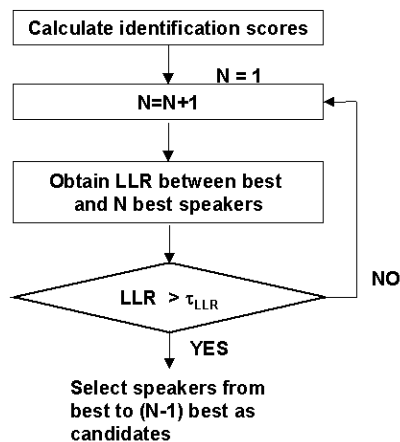 Calculate identification scores
N = 1
N=N+1
Obtain LLR between best
and N best speakers
LLR > τLLR
NO
YES
Select speakers from
best to (N-1) best as
candidates